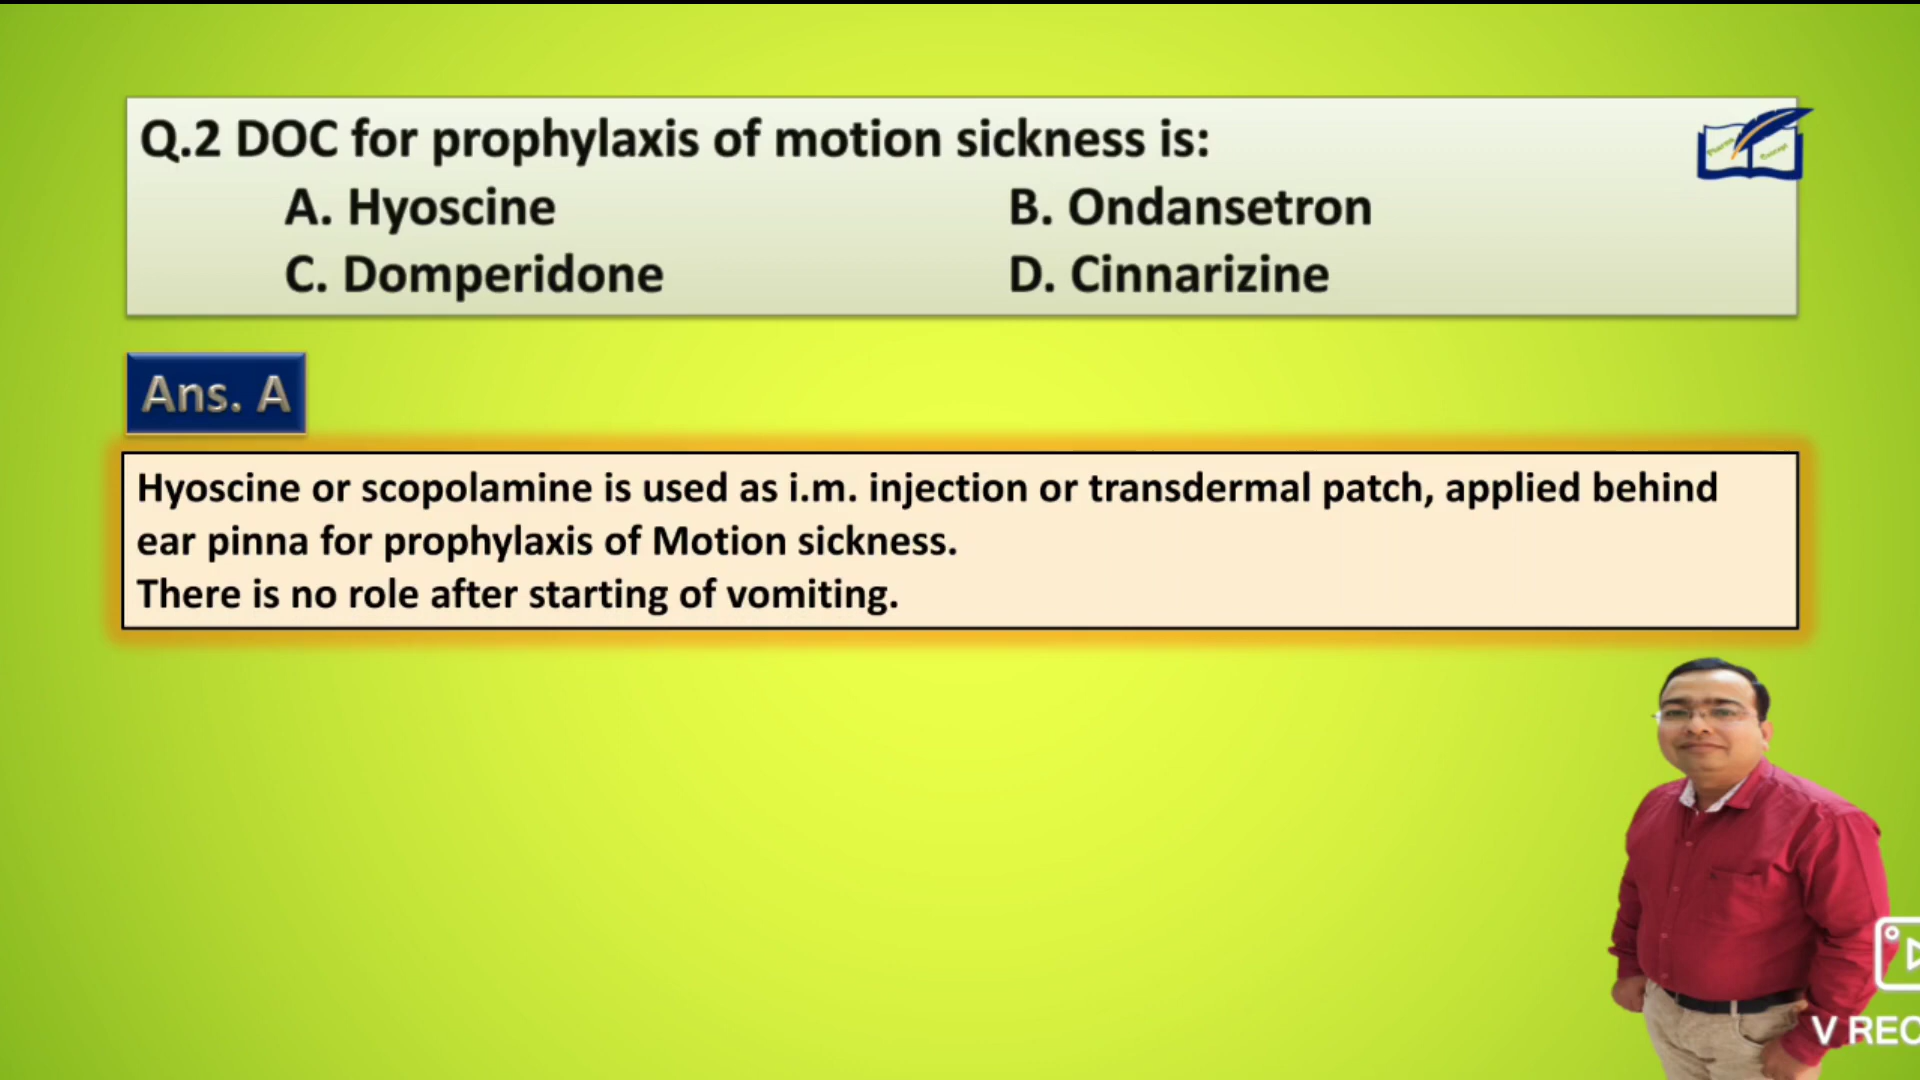 Q.2 DOC for prophylaxis of motion sickness is:
A. Hyoscine B. Ondansetron
C. Domperidone D. Cinnarizine
Ans. A
Hyoscine or scopolamine is used as i.m. injection or transdermal patch, applied behind
ear pinna for prophylaxis of Motion sickness.
There is no role after starting of vomiting.
V REC